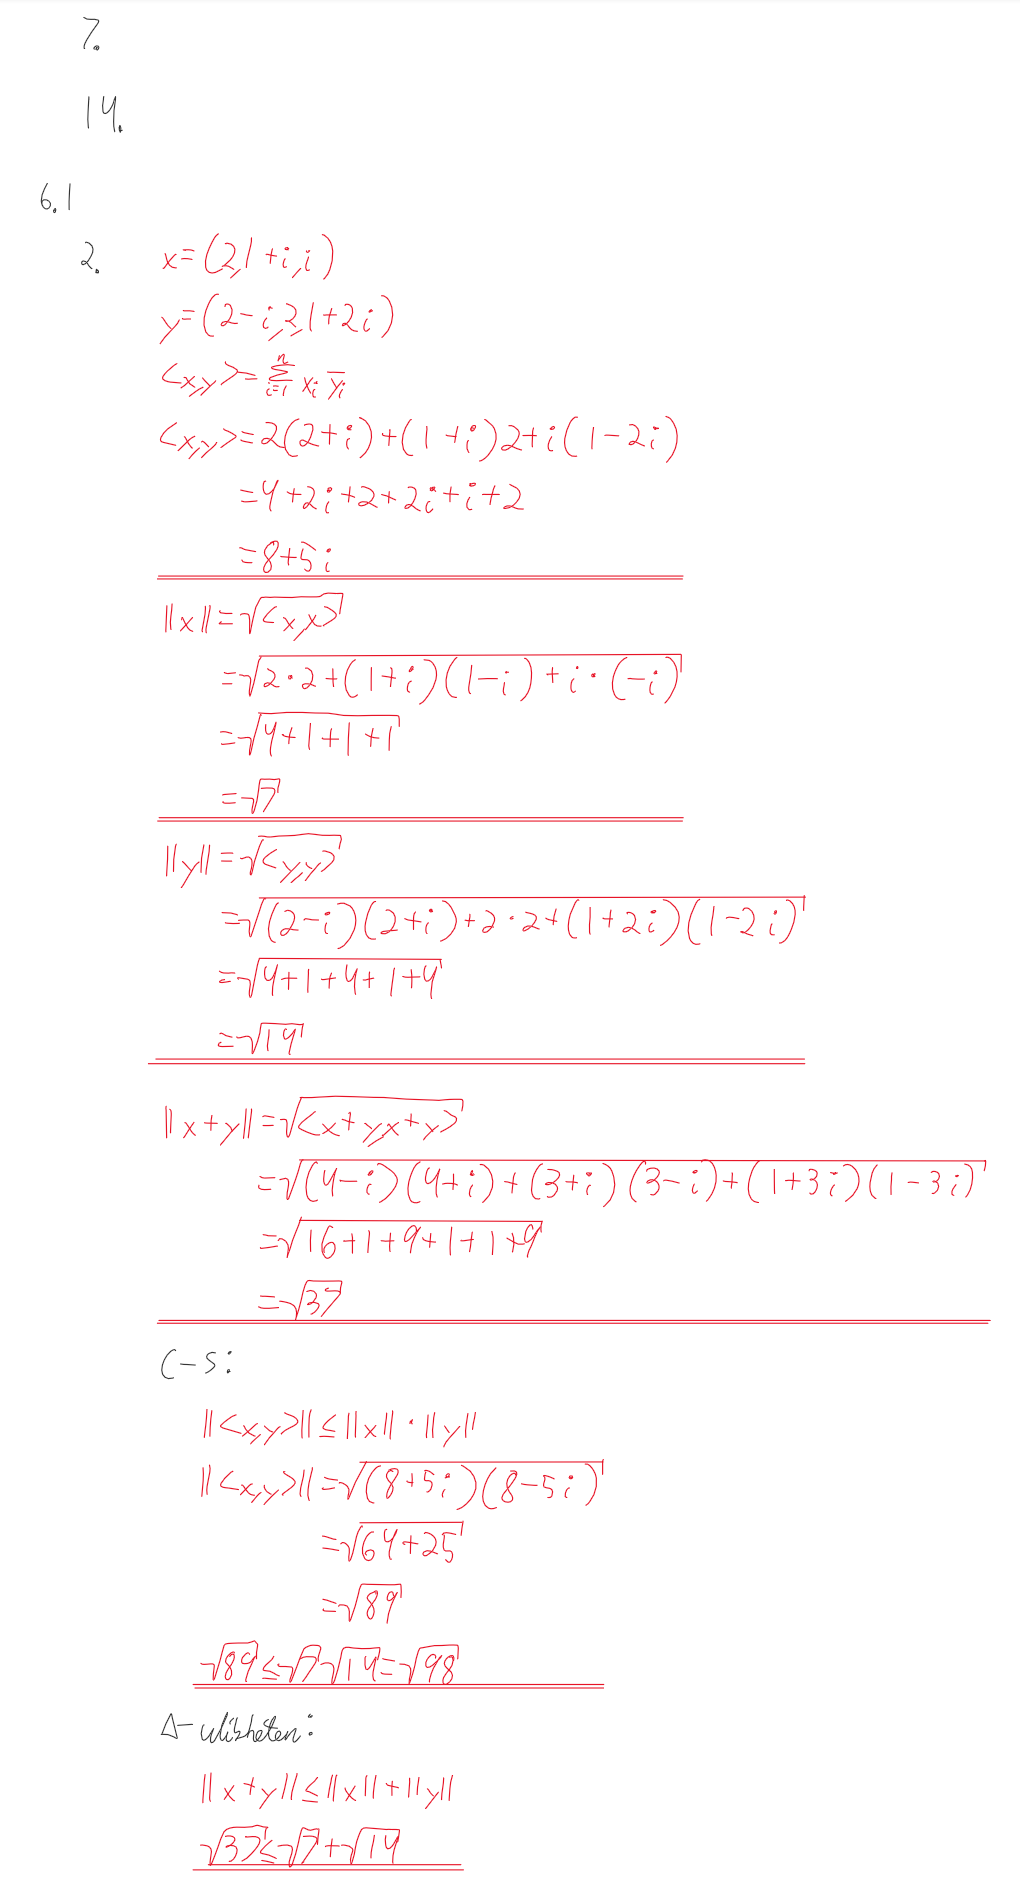 7.
14.
6.1
2. x=(2,1+i,i)
y=(2-i,2,1+2i)
<x,y>=∑_{i=1}^{n} x_i \overline{y_i}
<x,y>=2(2+i)+(1+i)2+i(1-2i)
=4+2i+2+2i+i+2
=8+5i
||x||=√(<x,x>)
=√(2·2+(1+i)(1-i)+i·(-i))
=√(4+1+1+1)
=√7
||y||=√(<y,y>)
=√((2-i)(2+i)+2·2+(1+2i)(1-2i))
=√(4+1+4+1+4)
=√14
||x+y||=√(<x+y,x+y>)
=√((4-i)(4+i)+(3+i)(3-i)+(1+3i)(1-3i))
=√(16+1+9+1+1+9)
=√37
C-S:
||<x,y>||≤||x||·||y||
||<x,y>||=√((8+5i)(8-5i))
=√(64+25)
=√89
√89≤√7√14=√98
Δ-ulikheten:
||x+y||≤||x||+||y||
√37≤√7+√14